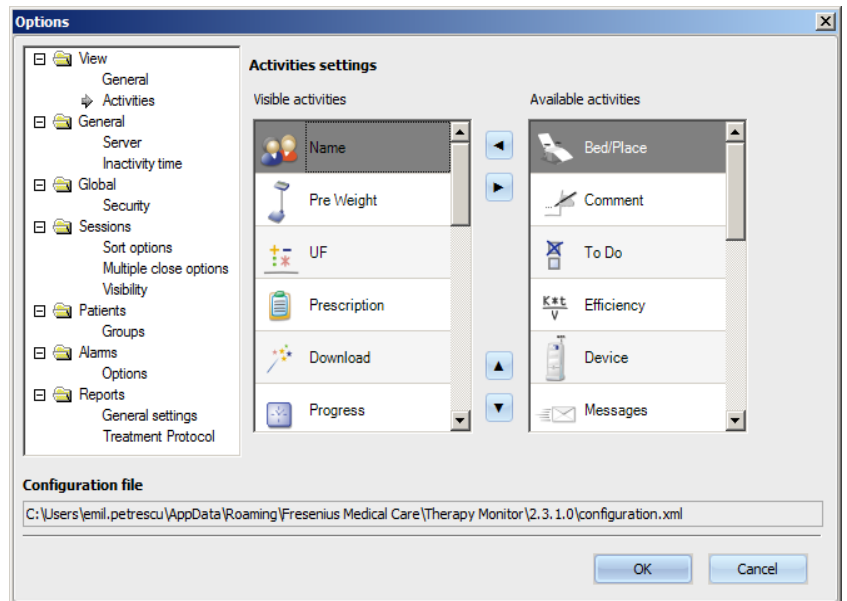 Options
View
General
Activities
General
Server
Inactivity time
Global
Security
Sessions
Sort options
Multiple close options
Visibility
Patients
Groups
Alarms
Options
Reports
General settings
Treatment Protocol
Activities settings
Visible activities
Name
Pre Weight
UF
Prescription
Download
Progress
Available activities
Bed/Place
Comment
To Do
K*t
V
Efficiency
Device
Messages
Configuration file
C:\Users\emil.petrescu\AppData\Roaming\Fresenius Medical Care\Therapy Monitor\2.3.1.0\configuration.xml
OK
Cancel